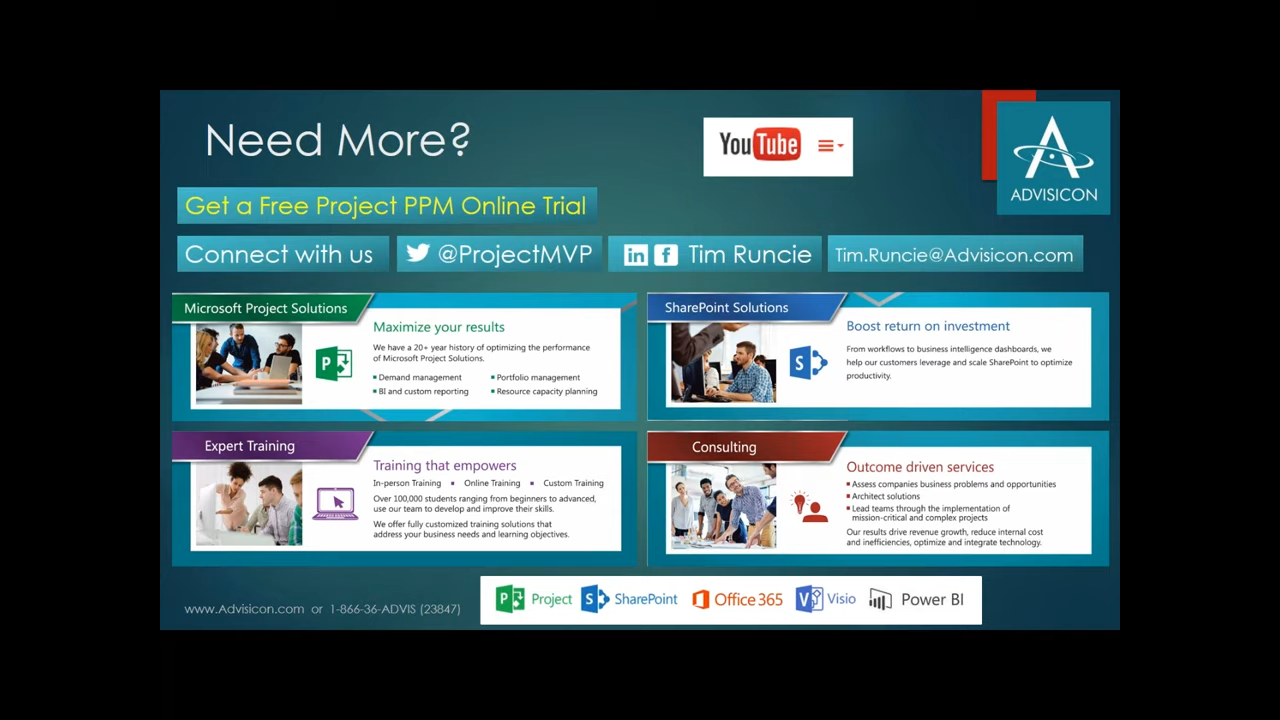 Need More?
YouTube
ADVISICON
Get a Free Project PPM Online Trial
Connect with us
@ProjectMVP
in f Tim Runcie
Tim.Runcie@Advisicon.com
Microsoft Project Solutions
P
Maximize your results
We have a 20+ year history of optimizing the performance
of Microsoft Project Solutions.
▪ Demand management ▪ Portfolio management
▪ BI and custom reporting ▪ Resource capacity planning
SharePoint Solutions
S
Boost return on investment
From workflows to business intelligence dashboards, we
help our customers leverage and scale SharePoint to optimize
productivity.
Expert Training
Training that empowers
In-person Training ▪ Online Training ▪ Custom Training
Over 100,000 students ranging from beginners to advanced,
use our team to develop and improve their skills.
We offer fully customized training solutions that
address your business needs and learning objectives.
Consulting
Outcome driven services
▪ Assess companies business problems and opportunities
▪ Architect solutions
▪ Lead teams through the implementation of
mission-critical and complex projects
Our results drive revenue growth, reduce internal cost
and inefficiencies, optimize and integrate technology.
www.Advisicon.com or 1-866-36-ADVIS (23847)
P Project S SharePoint Office 365 V Visio Power BI